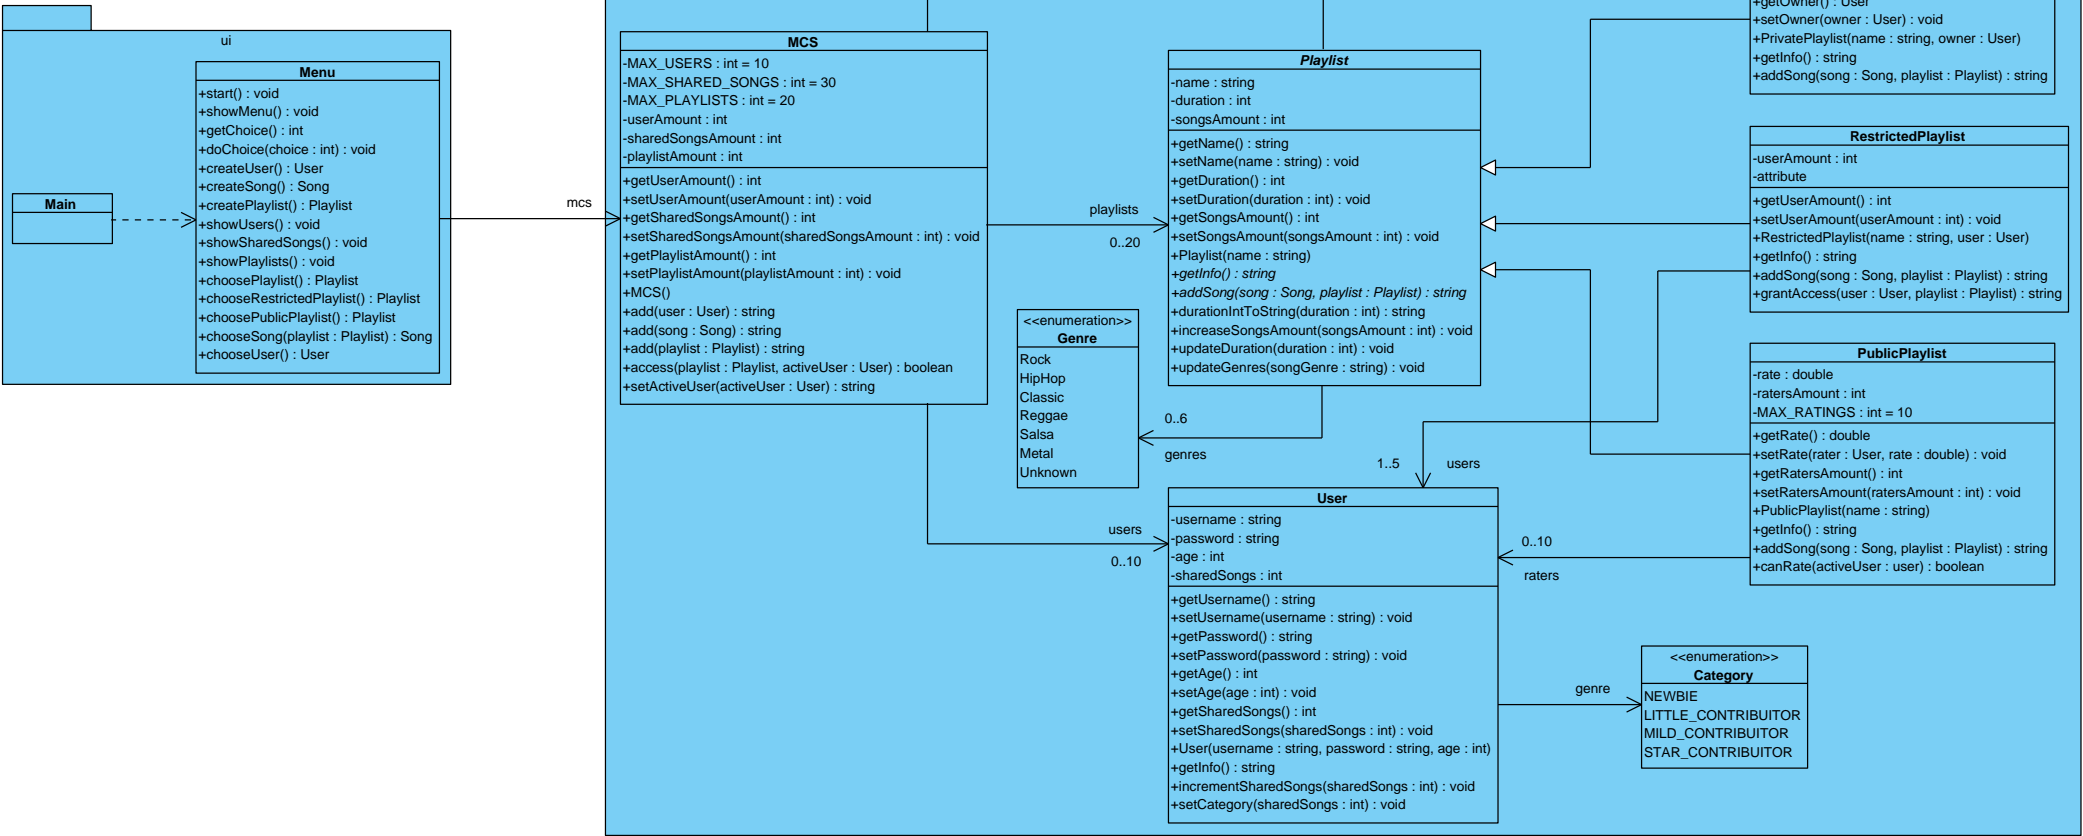 ui
Menu
+start() : void
+showMenu() : void
+getChoice() : int
+doChoice(choice : int) : void
+createUser() : User
+createSong() : Song
+createPlaylist() : Playlist
+showUsers() : void
+showSharedSongs() : void
+showPlaylists() : void
+choosePlaylist() : Playlist
+chooseRestrictedPlaylist() : Playlist
+choosePublicPlaylist() : Playlist
+chooseSong(playlist : Playlist) : Song
+chooseUser() : User
Main
mcs
MCS
-MAX_USERS : int = 10
-MAX_SHARED_SONGS : int = 30
-MAX_PLAYLISTS : int = 20
-userAmount : int
-sharedSongsAmount : int
-playlistAmount : int
+getUserAmount() : int
+setUserAmount(userAmount : int) : void
+getSharedSongsAmount() : int
+setSharedSongsAmount(sharedSongsAmount : int) : void
+getPlaylistAmount() : int
+setPlaylistAmount(playlistAmount : int) : void
+MCS()
+add(user : User) : string
+add(song : Song) : string
+add(playlist : Playlist) : string
+access(playlist : Playlist, activeUser : User) : boolean
+setActiveUser(activeUser : User) : string
playlists
0..20
Playlist
-name : string
-duration : int
-songsAmount : int
+getName() : string
+setName(name : string) : void
+getDuration() : int
+setDuration(duration : int) : void
+getSongsAmount() : int
+setSongsAmount(songsAmount : int) : void
+Playlist(name : string)
+getInfo() : string
+addSong(song : Song, playlist : Playlist) : string
+durationIntToString(duration : int) : string
+increaseSongsAmount(songsAmount : int) : void
+updateDuration(duration : int) : void
+updateGenres(songGenre : string) : void
<<enumeration>>
Genre
Rock
HipHop
Classic
Reggae
Salsa
Metal
Unknown
0..6
genres
+getOwner() : User
+setOwner(owner : User) : void
+PrivatePlaylist(name : string, owner : User)
+getInfo() : string
+addSong(song : Song, playlist : Playlist) : string
RestrictedPlaylist
-userAmount : int
-attribute
+getUserAmount() : int
+setUserAmount(userAmount : int) : void
+RestrictedPlaylist(name : string, user : User)
+getInfo() : string
+addSong(song : Song, playlist : Playlist) : string
+grantAccess(user : User, playlist : Playlist) : string
PublicPlaylist
-rate : double
-ratersAmount : int
-MAX_RATINGS : int = 10
+getRate() : double
+setRate(rater : User, rate : double) : void
+getRatersAmount() : int
+setRatersAmount(ratersAmount : int) : void
+PublicPlaylist(name : string)
+getInfo() : string
+addSong(song : Song, playlist : Playlist) : string
+canRate(activeUser : user) : boolean
1..5
users
users
0..10
0..10
raters
User
-username : string
-password : string
-age : int
-sharedSongs : int
+getUsername() : string
+setUsername(username : string) : void
+getPassword() : string
+setPassword(password : string) : void
+getAge() : int
+setAge(age : int) : void
+getSharedSongs() : int
+setSharedSongs(sharedSongs : int) : void
+User(username : string, password : string, age : int)
+getInfo() : string
+incrementSharedSongs(sharedSongs : int) : void
+setCategory(sharedSongs : int) : void
genre
<<enumeration>>
Category
NEWBIE
LITTLE_CONTRIBUITOR
MILD_CONTRIBUITOR
STAR_CONTRIBUITOR